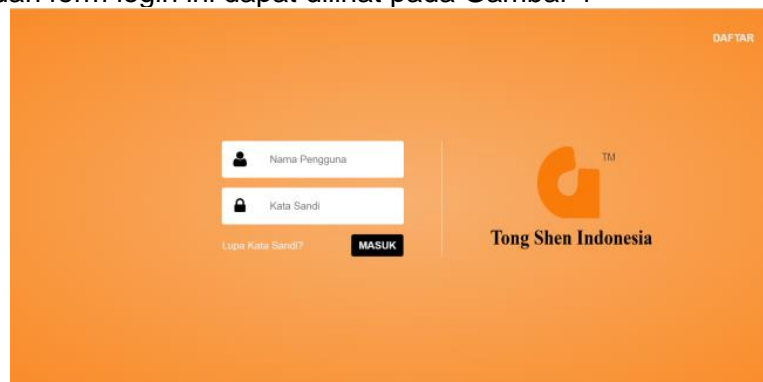 dan form login ini dapat dilihat pada Gambar
DAFTAR
Nama Pengguna
Kata Sandi
Lupa Kata Sandi?
MASUK
TM
Tong Shen Indonesia